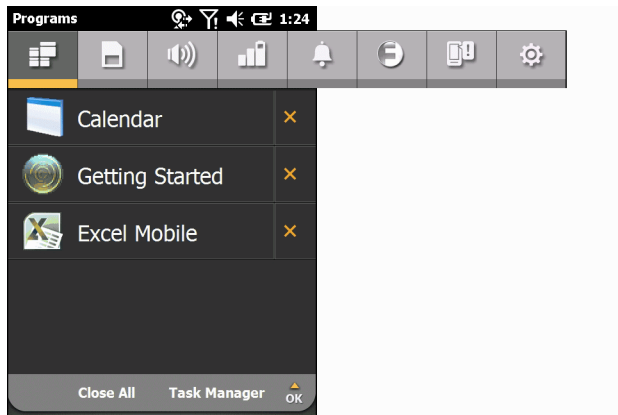 Programs 1:24
Calendar
Getting Started
Excel Mobile
Close All Task Manager OK